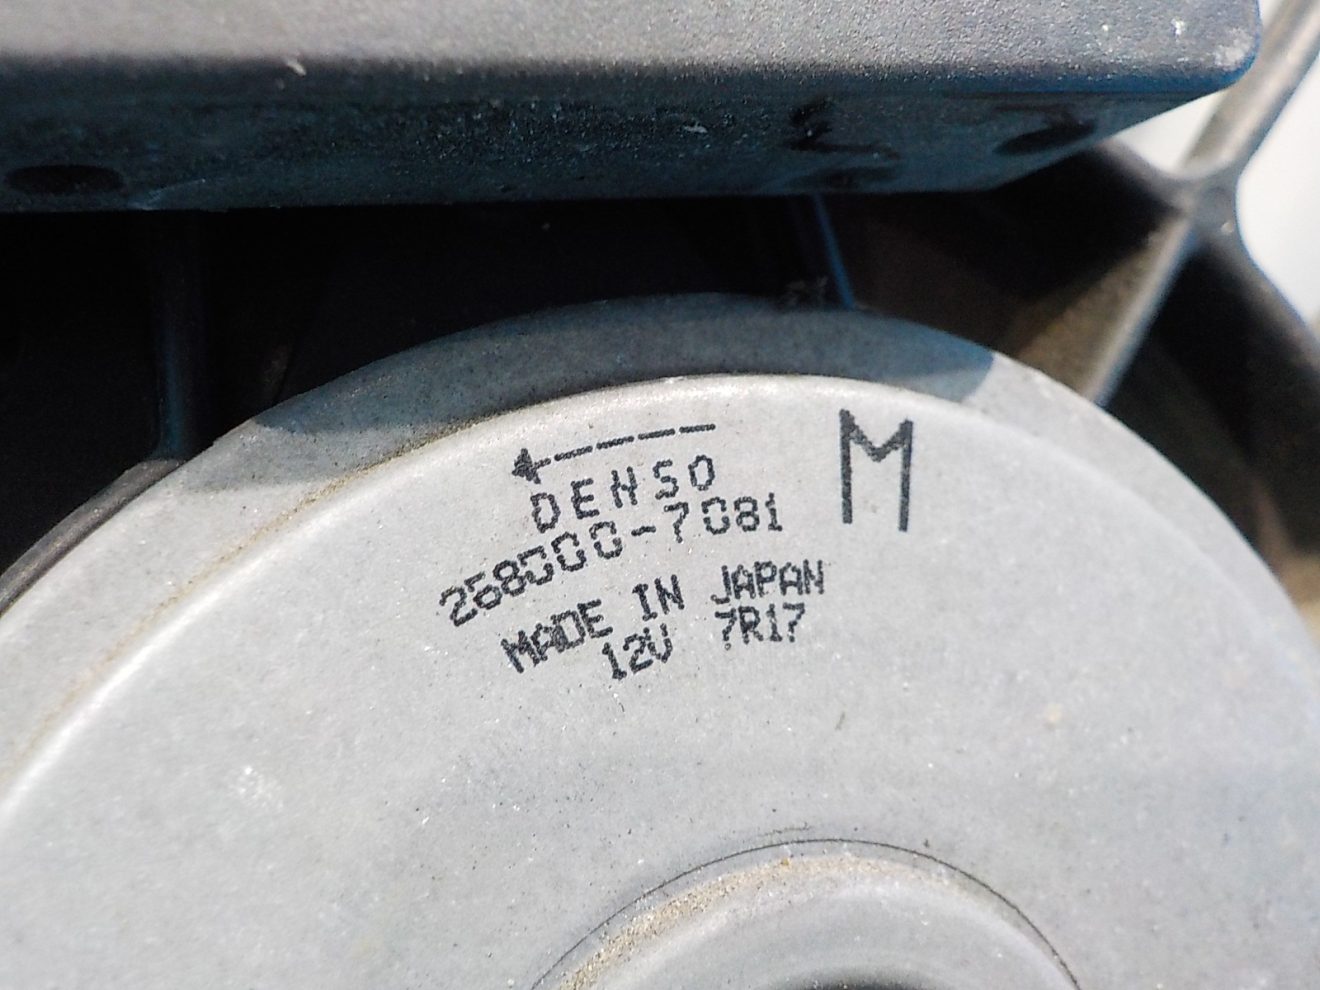 DENSO
M
268000-7081
MADE IN JAPAN
12V 7R17